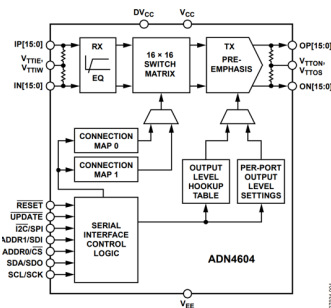 DVCC VCC
IP[15:0]
VTTIE,
VTTIW
IN[15:0]
RX
EQ
16 × 16
SWITCH
MATRIX
TX
PRE-
EMPHASIS
OP[15:0]
VTTON,
VTTOS
ON[15:0]
CONNECTION
MAP 0
CONNECTION
MAP 1
OUTPUT
LEVEL
HOOKUP
TABLE
PER-PORT
OUTPUT
LEVEL
SETTINGS
RESET
UPDATE
I2C/SPI
ADDR1/SDI
ADDR0/CS
SDA/SDO
SCL/SCK
SERIAL
INTERFACE
CONTROL
LOGIC
ADN4604
VEE